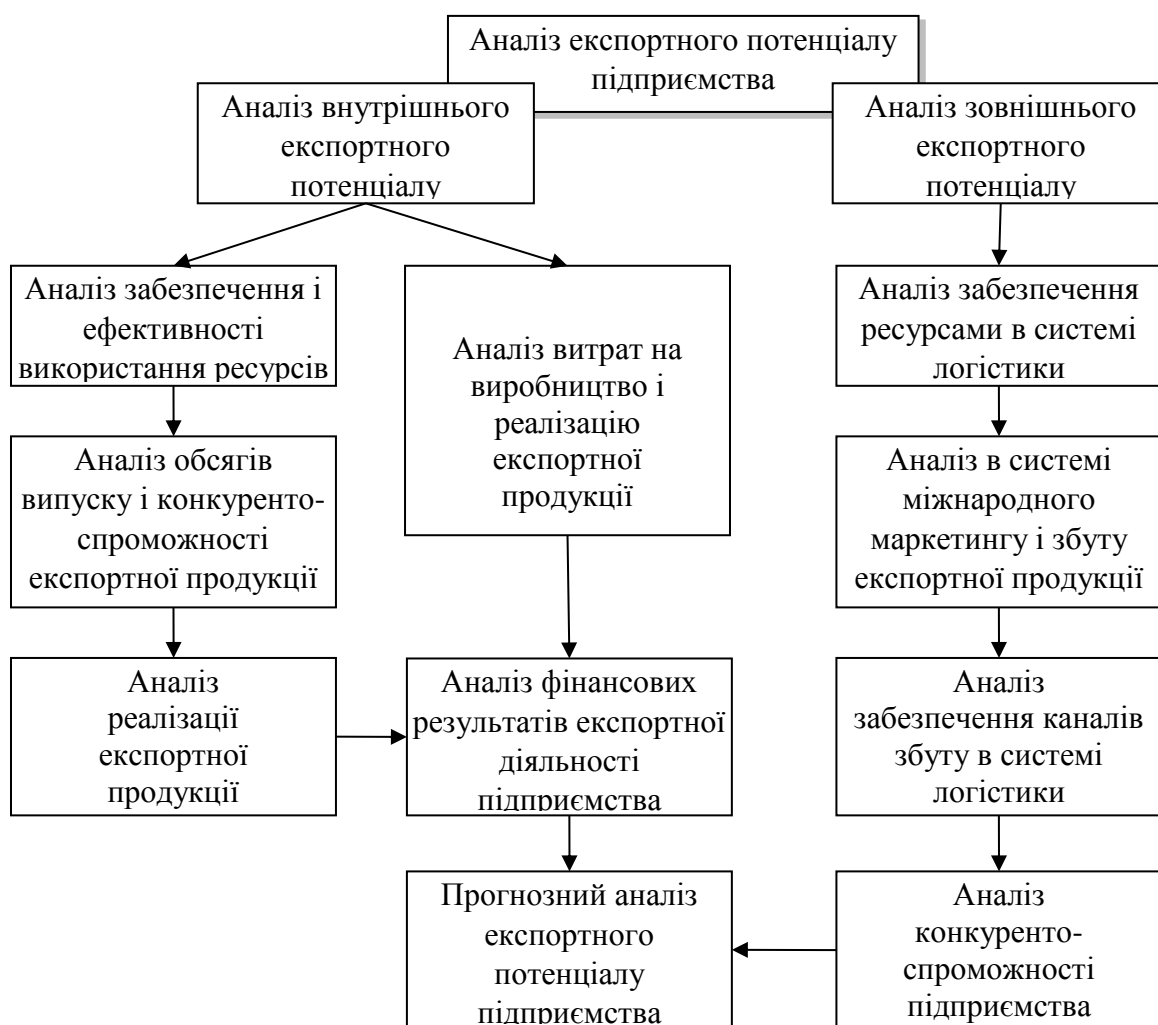 Аналіз експортного потенціалу
підприємства
Аналіз внутрішнього
експортного
потенціалу
Аналіз зовнішнього
експортного
потенціалу
Аналіз забезпечення і
ефективності
використання ресурсів
Аналіз витрат на
виробництво і
реалізацію
експортної
продукції
Аналіз забезпечення
ресурсами в системі
логістики
Аналіз обсягів
випуску і конкуренто-
спроможності
експортної продукції
Аналіз в системі
міжнародного
маркетингу і збуту
експортної продукції
Аналіз
реалізації
експортної
продукції
Аналіз фінансових
результатів експортної
діяльності
підприємства
Аналіз
забезпечення каналів
збуту в системі
логістики
Прогнозний аналіз
експортного
потенціалу
підприємства
Аналіз
конкуренто-
спроможності
підприємства